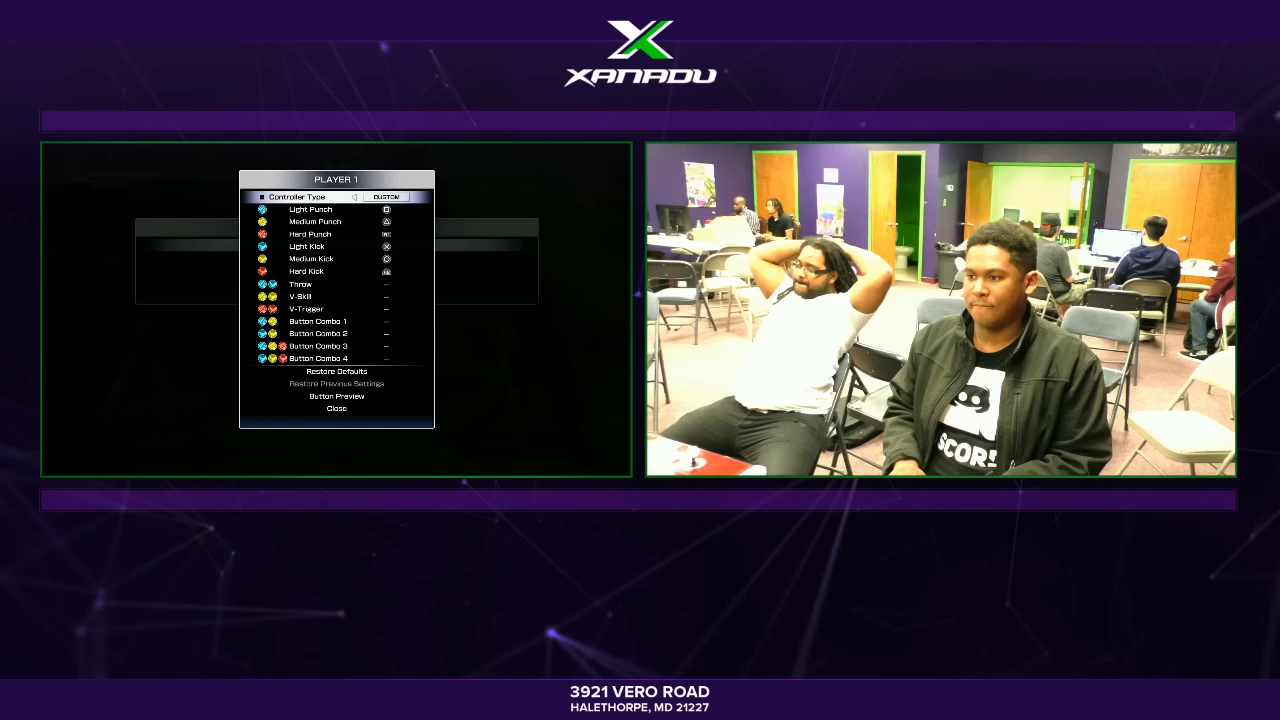 XANADU
PLAYER 1
Controller Type CUSTOM
Light Punch
Medium Punch
Hard Punch
Light Kick
Medium Kick
Hard Kick
Throw –
V-Skill –
V-Trigger –
Button Combo 1 –
Button Combo 2 –
Button Combo 3 –
Button Combo 4 –
Restore Defaults
Restore Previous Settings
Button Preview
Close
3921 VERO ROAD
HALETHORPE, MD 21227